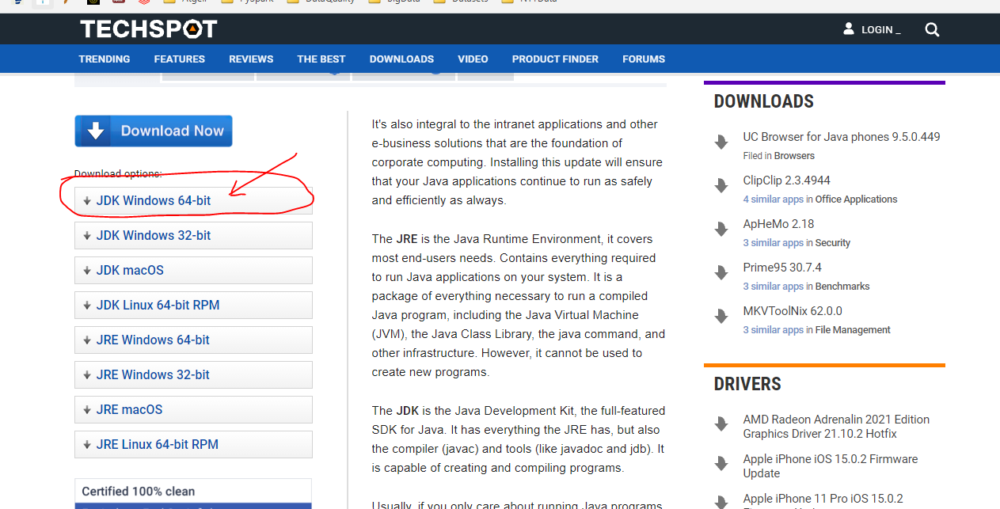 TECHSPOT
LOGIN _
TRENDING FEATURES REVIEWS THE BEST DOWNLOADS VIDEO PRODUCT FINDER FORUMS
Download Now
Download options:
JDK Windows 64-bit
JDK Windows 32-bit
JDK macOS
JDK Linux 64-bit RPM
JRE Windows 64-bit
JRE Windows 32-bit
JRE macOS
JRE Linux 64-bit RPM
Certified 100% clean
It's also integral to the intranet applications and other
e-business solutions that are the foundation of
corporate computing. Installing this update will ensure
that your Java applications continue to run as safely
and efficiently as always.
The JRE is the Java Runtime Environment, it covers
most end-users needs. Contains everything required
to run Java applications on your system. It is a
package of everything necessary to run a compiled
Java program, including the Java Virtual Machine
(JVM), the Java Class Library, the java command, and
other infrastructure. However, it cannot be used to
create new programs.
The JDK is the Java Development Kit, the full-featured
SDK for Java. It has everything the JRE has, but also
the compiler (javac) and tools (like javadoc and jdb). It
is capable of creating and compiling programs.
Usually, if you only care about running Java programs
DOWNLOADS
UC Browser for Java phones 9.5.0.449
Filed in Browsers
ClipClip 2.3.4944
4 similar apps in Office Applications
ApHeMo 2.18
3 similar apps in Security
Prime95 30.7.4
3 similar apps in Benchmarks
MKVToolNix 62.0.0
3 similar apps in File Management
DRIVERS
AMD Radeon Adrenalin 2021 Edition
Graphics Driver 21.10.2 Hotfix
Apple iPhone iOS 15.0.2 Firmware
Update
Apple iPhone 11 Pro iOS 15.0.2